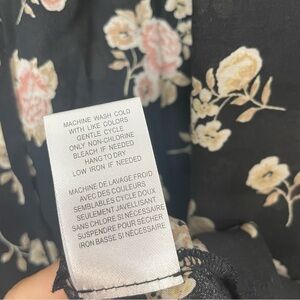 MACHINE WASH COLD
WITH LIKE COLORS
GENTLE CYCLE
ONLY NON-CHLORINE
BLEACH IF NEEDED
HANG TO DRY
LOW IRON IF NEEDED
MACHINE DE LAVAGE FROID
AVEC DES COULEURS
SEMBLABLES CYCLE DOUX
SEULEMENT JAVELLISANT
SANS CHLORE SI NECESSAIRE
SUSPENDRE POUR SÉCHER
IRON BASSE SI NECESSAIRE